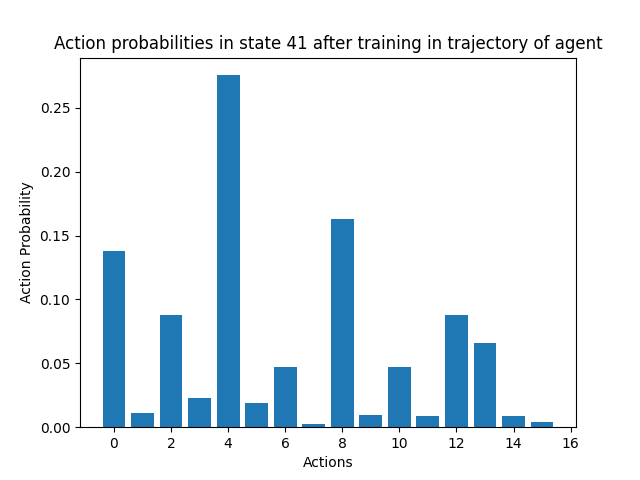 Action probabilities in state 41 after training in trajectory of agent
0.25
0.20
0.15
0.10
0.05
0.00
Action Probability
0 2 4 6 8 10 12 14 16
Actions